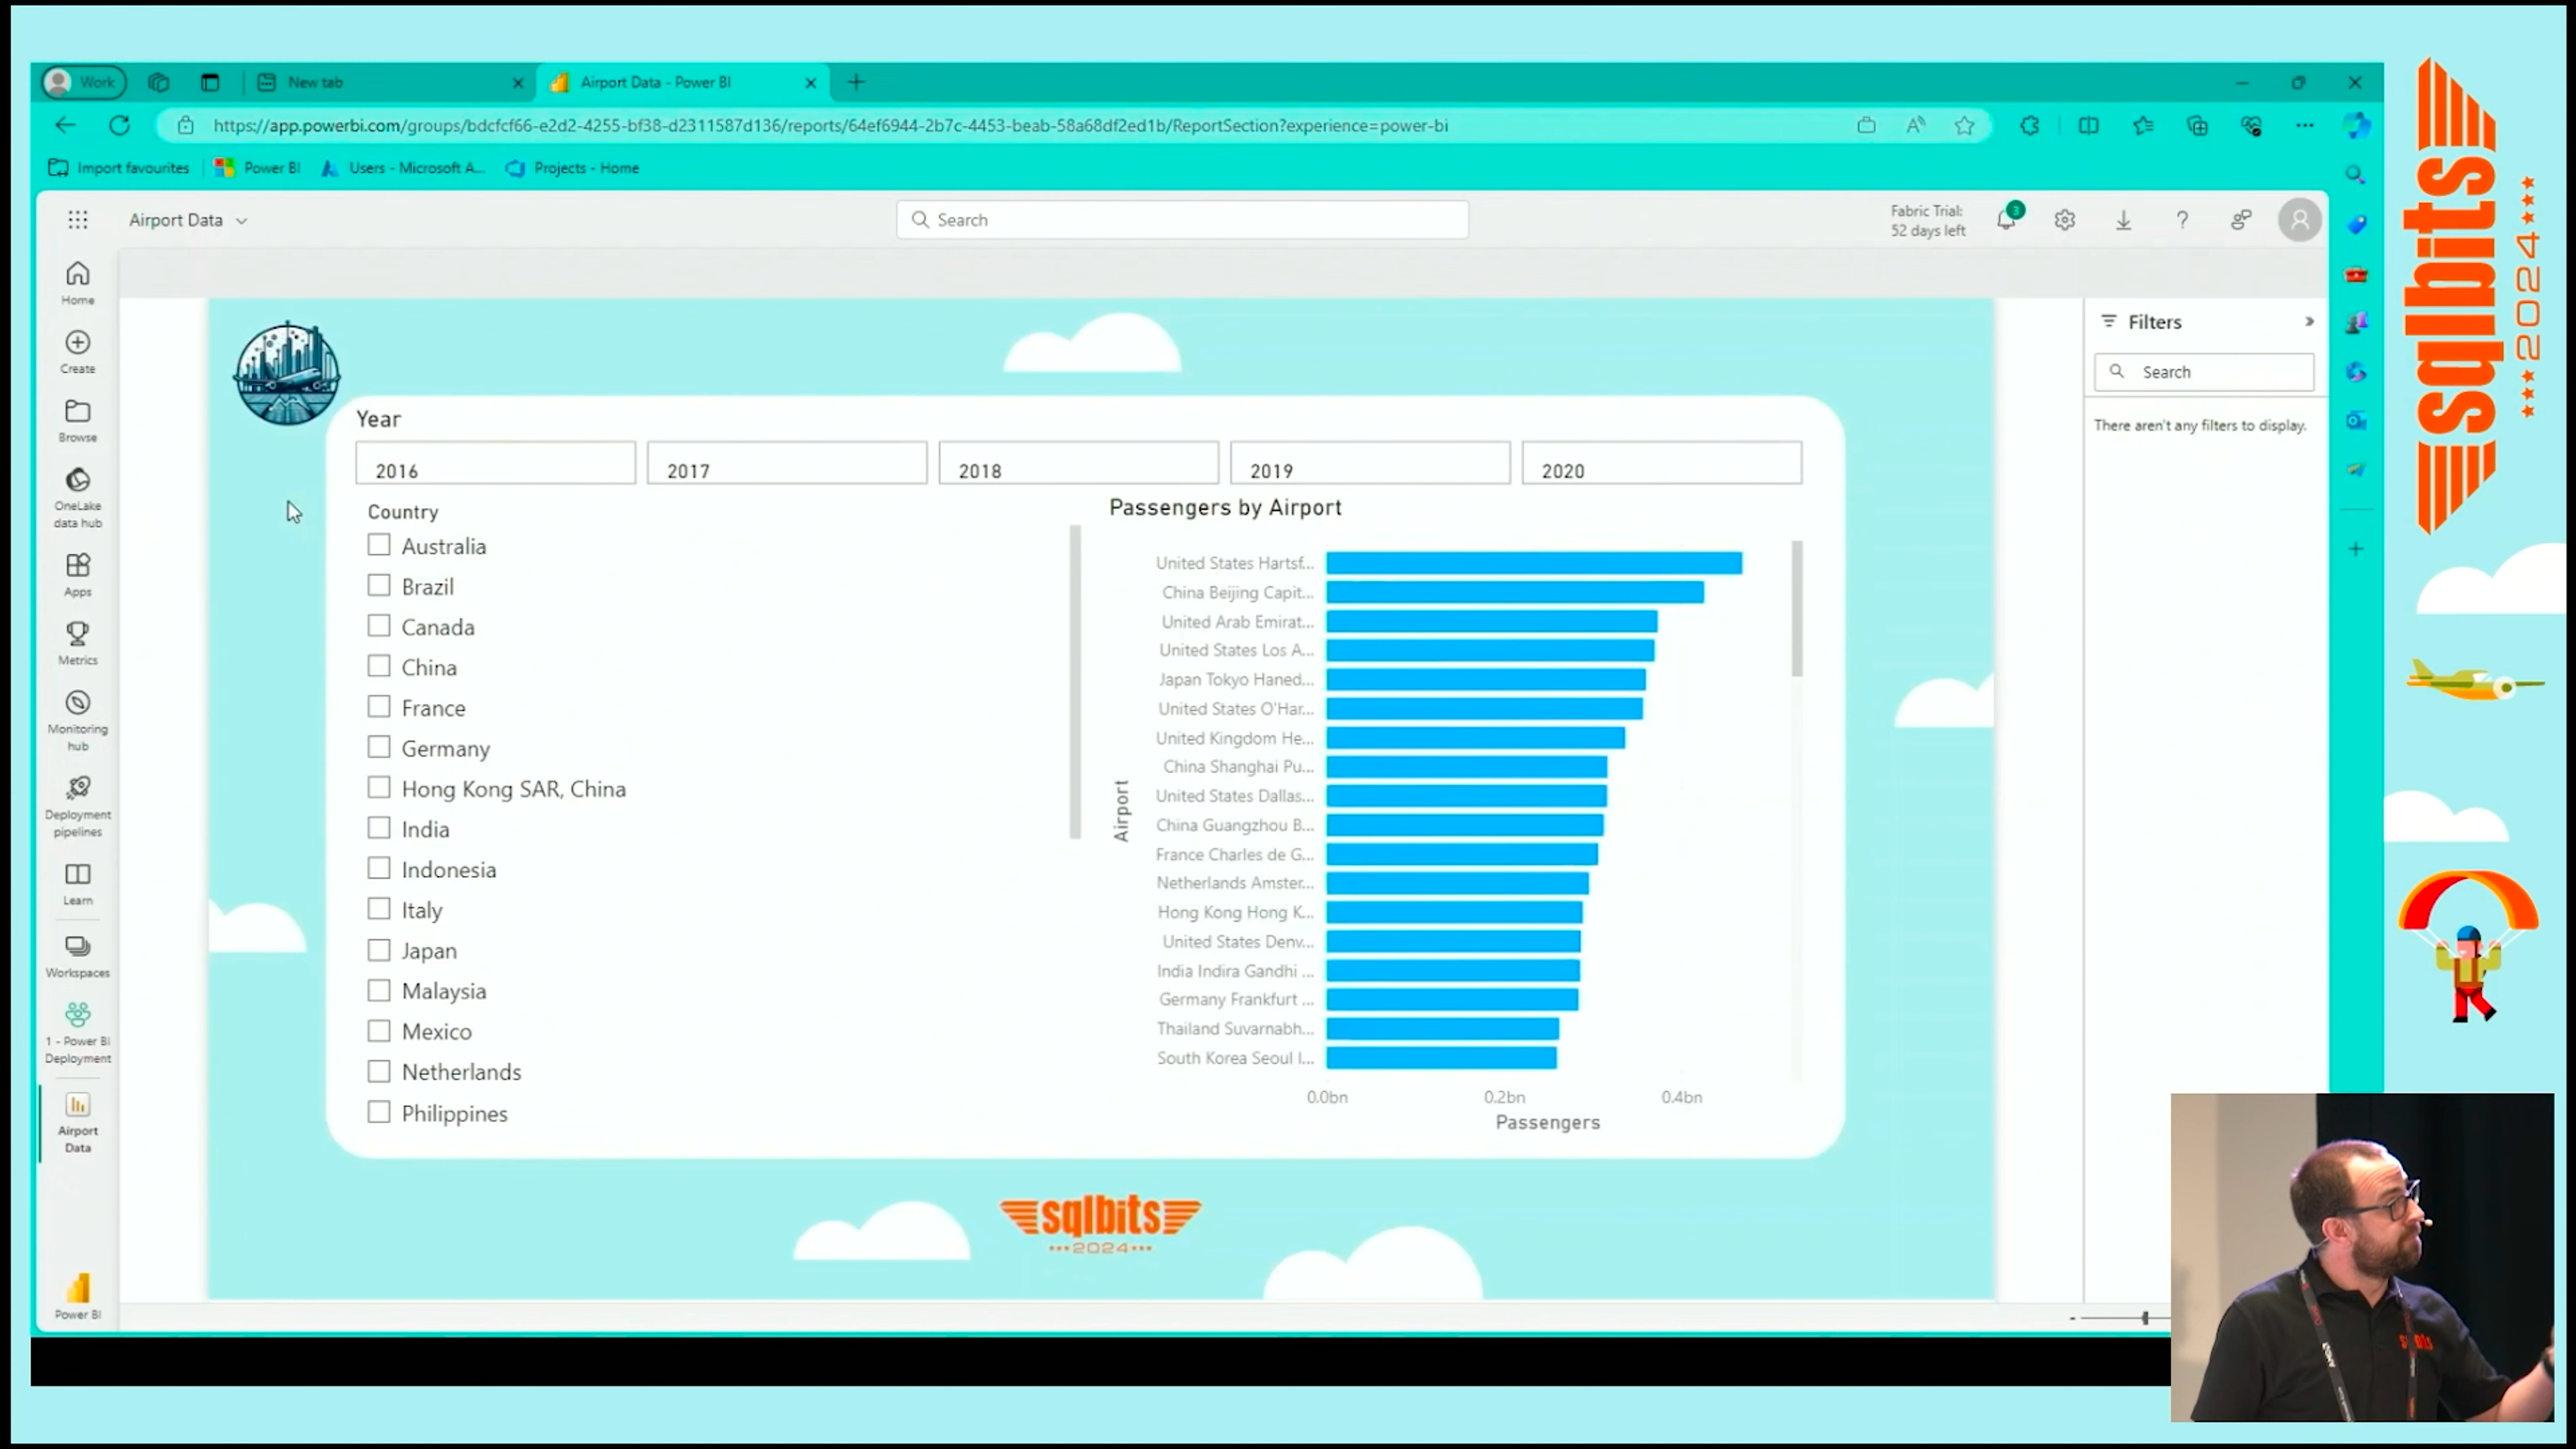 Work
New tab
Airport Data - Power BI
https://app.powerbi.com/groups/bdcfcf66-e2d2-4255-bf38-d2311587d136/reports/64ef6944-2b7c-4453-beab-58a68df2ed1b/ReportSection?experience=power-bi
Import favourites
Power BI
Users - Microsoft A...
Projects - Home
Airport Data
Search
Fabric Trial:
52 days left
3
Home
Create
Browse
OneLake
data hub
Apps
Metrics
Monitoring
hub
Deployment
pipelines
Learn
Workspaces
1 - Power BI
Deployment
Airport
Data
Power BI
Year
2016
2017
2018
2019
2020
Country
Australia
Brazil
Canada
China
France
Germany
Hong Kong SAR, China
India
Indonesia
Italy
Japan
Malaysia
Mexico
Netherlands
Philippines
Passengers by Airport
Airport
United States Hartsf...
China Beijing Capit...
United Arab Emirat...
United States Los A...
Japan Tokyo Haned...
United States O'Har...
United Kingdom He...
China Shanghai Pu...
United States Dallas...
China Guangzhou B...
France Charles de G...
Netherlands Amster...
Hong Kong Hong K...
United States Denv...
India Indira Gandhi ...
Germany Frankfurt ...
Thailand Suvarnabh...
South Korea Seoul I...
0.0bn
0.2bn
0.4bn
Passengers
sqlbits
2024
Filters
Search
There aren't any filters to display.
sqlbits
2024